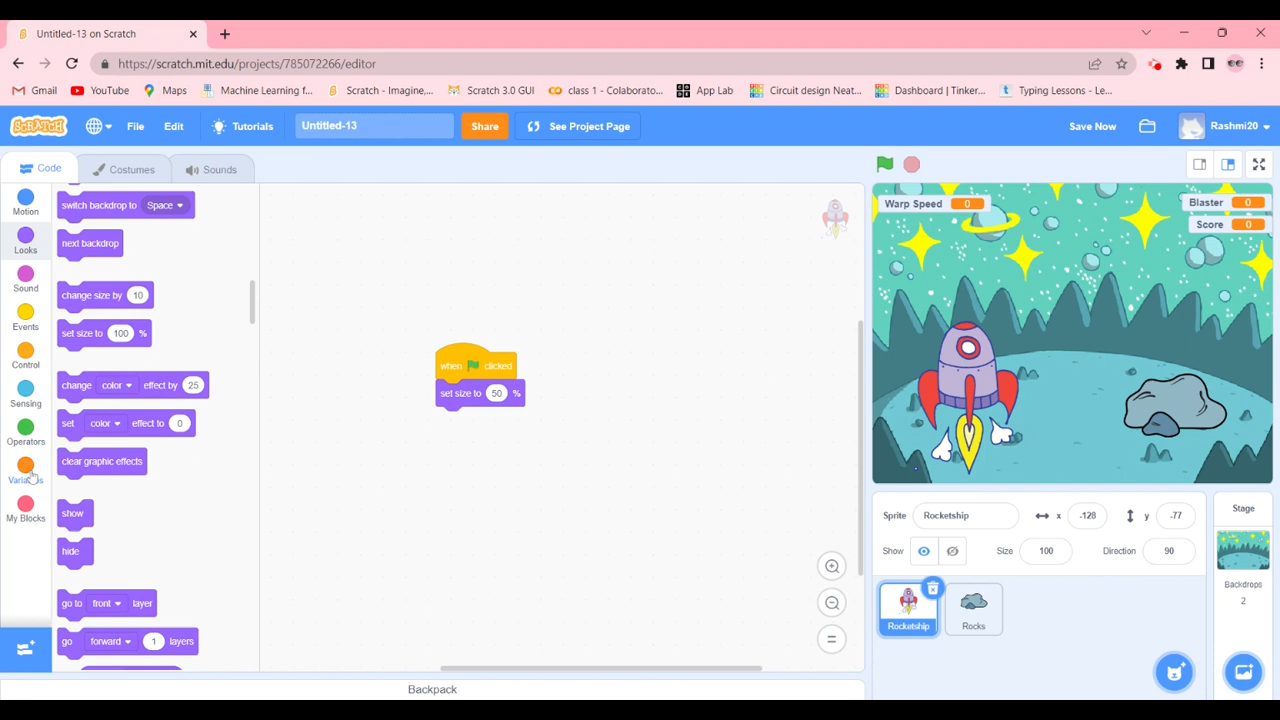 Untitled-13 on Scratch
https://scratch.mit.edu/projects/785072266/editor
Gmail YouTube Maps Machine Learning f... Scratch - Imagine,... Scratch 3.0 GUI class 1 - Colaborato... App Lab Circuit design Neat... Dashboard | Tinker... Typing Lessons - Le...
SCRATCH File Edit Tutorials Untitled-13 Share See Project Page Save Now Rashmi20
Code Costumes Sounds
Motion
Looks
Sound
Events
Control
Sensing
Operators
Variables
My Blocks
switch backdrop to Space
next backdrop
change size by 10
set size to 100 %
change color effect by 25
set color effect to 0
clear graphic effects
show
hide
go to front layer
go forward 1 layers
when clicked
set size to 50 %
Warp Speed 0
Blaster 0
Score 0
Sprite Rocketship x -128 y -77
Show Size 100 Direction 90
Rocketship
Rocks
Stage
Backdrops
2
Backpack